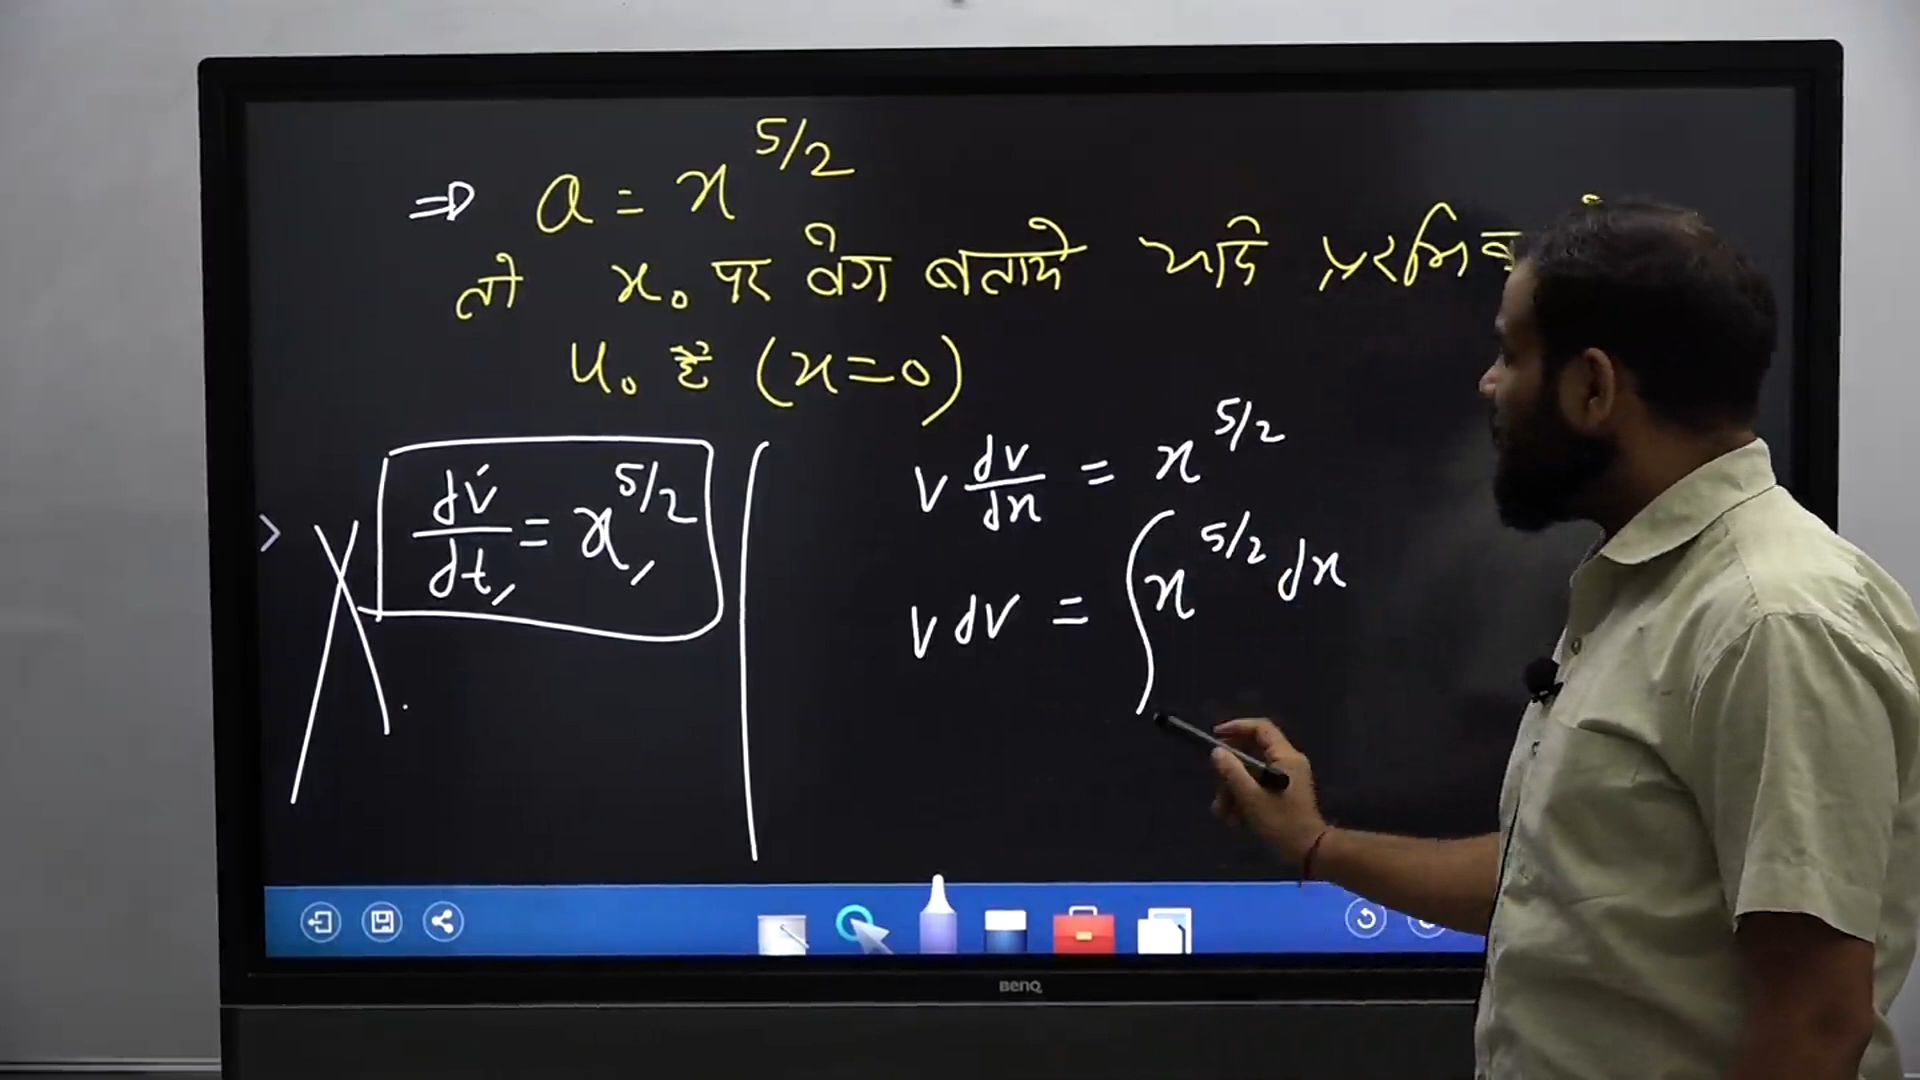 ⇒ a = x^5/2
तो x₀ पर वेग बताये यदि
u₀ है (x=0)
dv/dt = x^5/2
v dv/dx = x^5/2
v dv = ∫ x^5/2 dx
BenQ